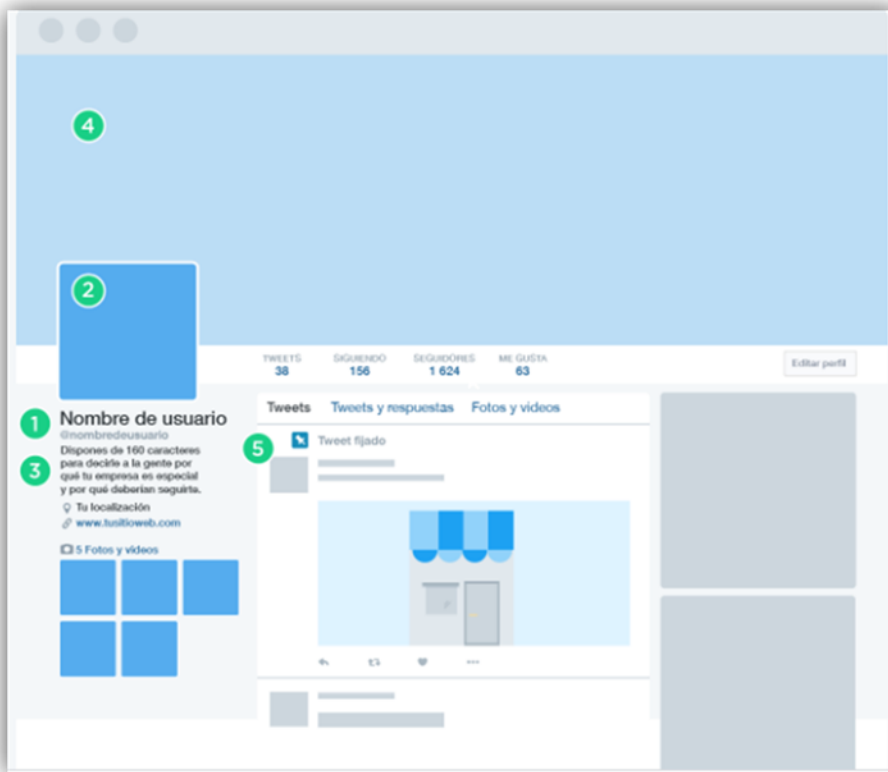 4
2
TWEETS SIGUIENDO SEGUIDORES ME GUSTA
38 156 1 624 63
Editar perfil
1
Nombre de usuario
@nombredeusuario
3
Dispones de 160 caracteres
para decirle a la gente por
qué tu empresa es especial
y por qué deberían seguirte.
Tu localización
www.tusitioweb.com
5 Fotos y videos
Tweets Tweets y respuestas Fotos y videos
5
Tweet fijado